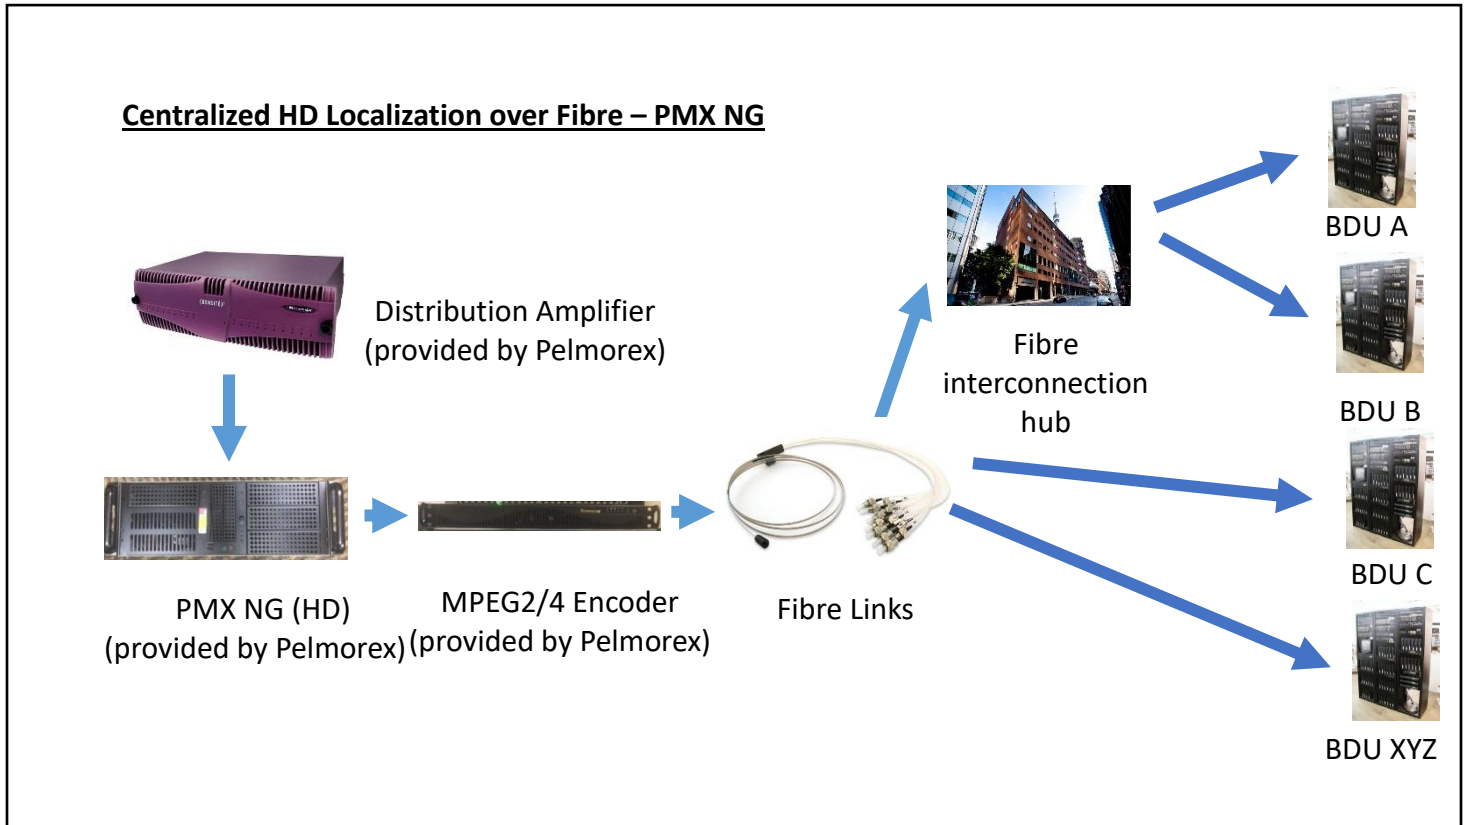 Centralized HD Localization over Fibre – PMX NG
Distribution Amplifier
(provided by Pelmorex)
PMX NG (HD)
(provided by Pelmorex)
MPEG2/4 Encoder
(provided by Pelmorex)
Fibre Links
Fibre
interconnection
hub
BDU A
BDU B
BDU C
BDU XYZ